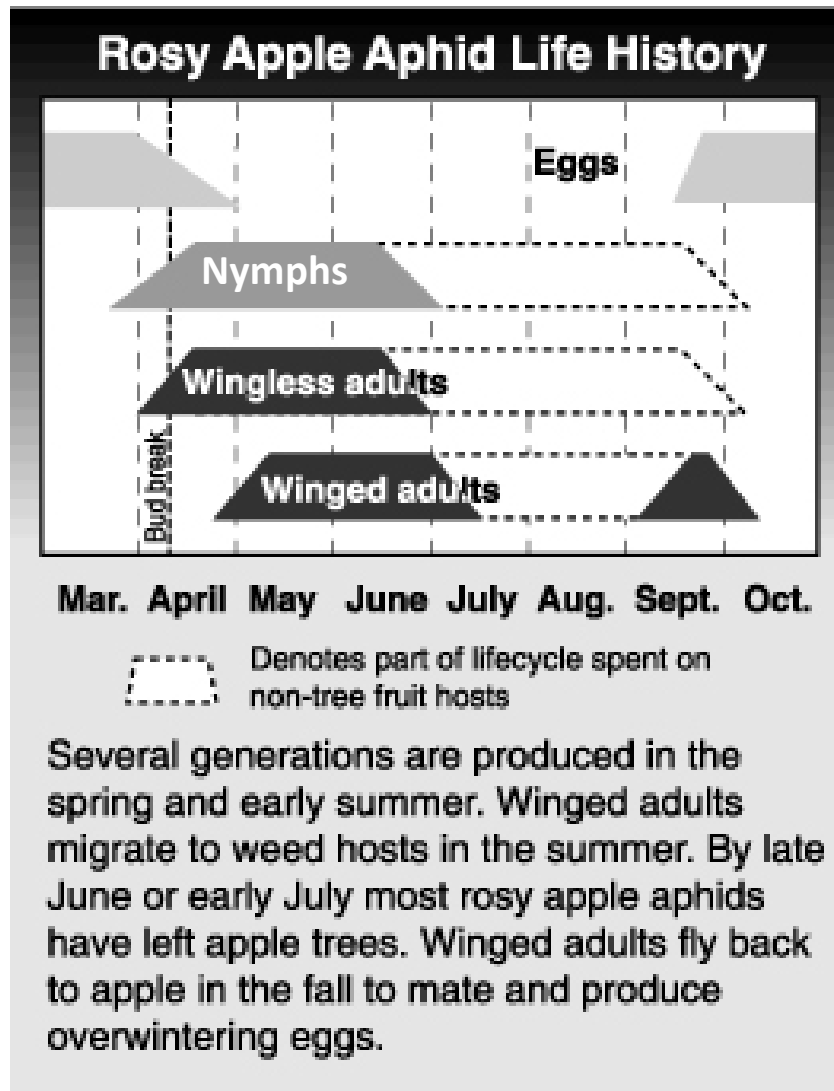 Rosy Apple Aphid Life History
Eggs
Nymphs
Wingless adults
Winged adults
Bud break
Mar. April May June July Aug. Sept. Oct.
Denotes part of lifecycle spent on
non-tree fruit hosts
Several generations are produced in the
spring and early summer. Winged adults
migrate to weed hosts in the summer. By late
June or early July most rosy apple aphids
have left apple trees. Winged adults fly back
to apple in the fall to mate and produce
overwintering eggs.